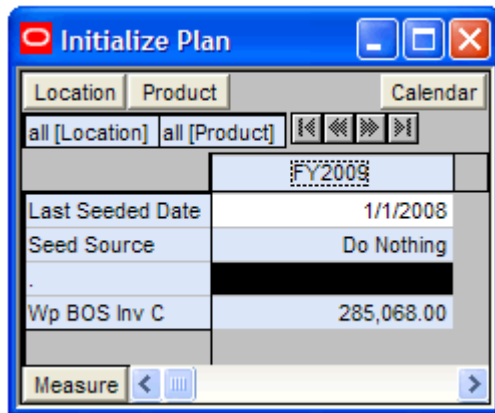 Initialize Plan
Location Product Calendar
all [Location] all [Product]
FY2009
Last Seeded Date 1/1/2008
Seed Source Do Nothing
.
Wp BOS Inv C 285,068.00
Measure